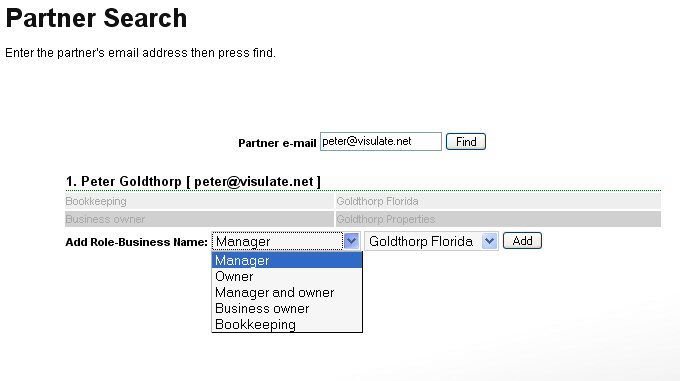 Partner Search
Enter the partner's email address then press find.
Partner e-mail peter@visulate.net Find
1. Peter Goldthorp [ peter@visulate.net ]
Bookkeeping Goldthorp Florida
Business owner Goldthorp Properties
Add Role-Business Name: Manager Goldthorp Florida Add
Manager
Owner
Manager and owner
Business owner
Bookkeeping